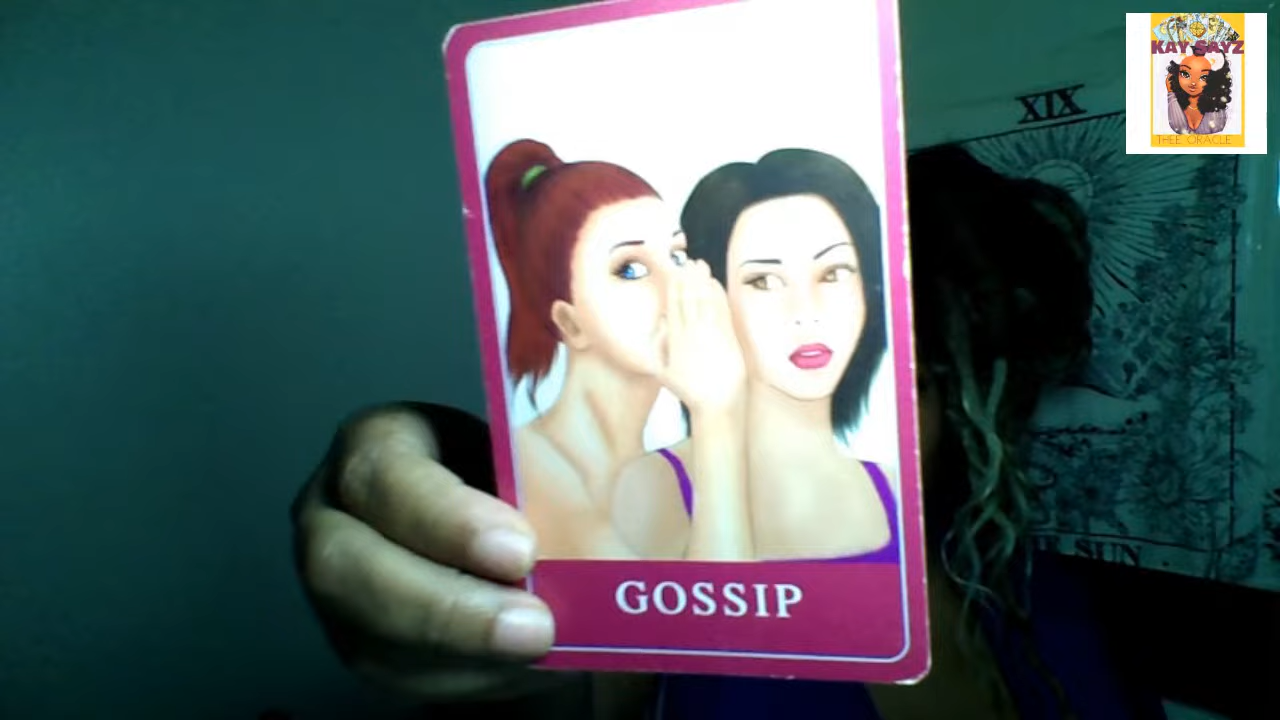 KAY SAYZ
THEE ORACLE
XIX
THE SUN
GOSSIP